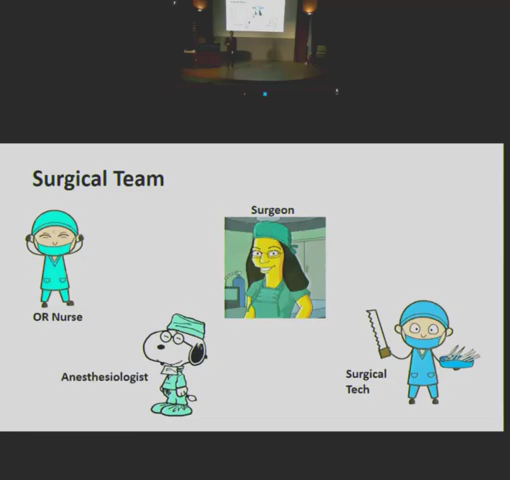 Surgical Team
Surgeon
OR Nurse
Anesthesiologist
Surgical
Tech